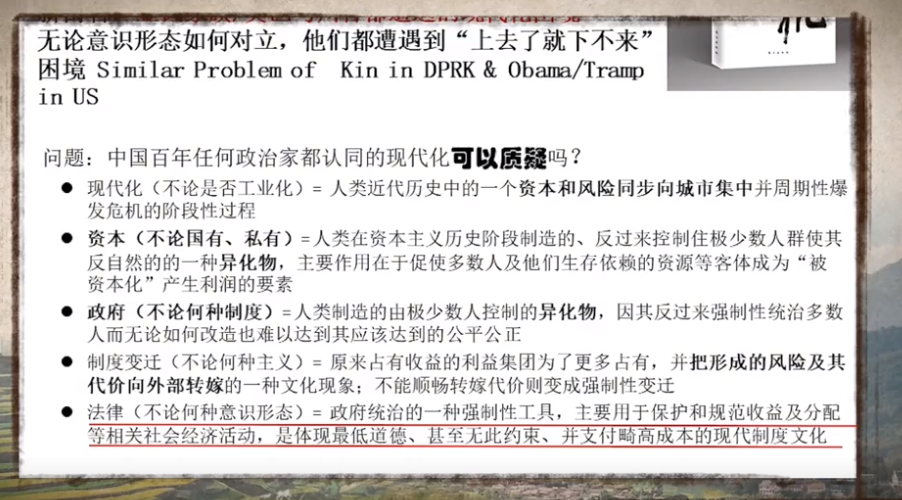 无论意识形态如何对立，他们都遭遇到“上去了就下不来”
困境 Similar Problem of Kin in DPRK & Obama/Tramp
in US
问题：中国百年任何政治家都认同的现代化可以质疑吗？
● 现代化（不论是否工业化）= 人类近代历史中的一个资本和风险同步向城市集中并周期性爆
发危机的阶段性过程
● 资本（不论国有、私有）=人类在资本主义历史阶段制造的、反过来控制住极少数人群使其
反自然的的一种异化物，主要作用在于促使多数人及他们生存依赖的资源等客体成为“被
资本化”产生利润的要素
● 政府（不论何种制度）=人类制造的由极少数人控制的异化物，因其反过来强制性统治多数
人而无论如何改造也难以达到其应该达到的公平公正
● 制度变迁（不论何种主义）= 原来占有收益的利益集团为了更多占有，并把形成的风险及其
代价向外部转嫁的一种文化现象；不能顺畅转嫁代价则变成强制性变迁
● 法律（不论何种意识形态）= 政府统治的一种强制性工具，主要用于保护和规范收益及分配
等相关社会经济活动，是体现最低道德、甚至无此约束、并支付畸高成本的现代制度文化